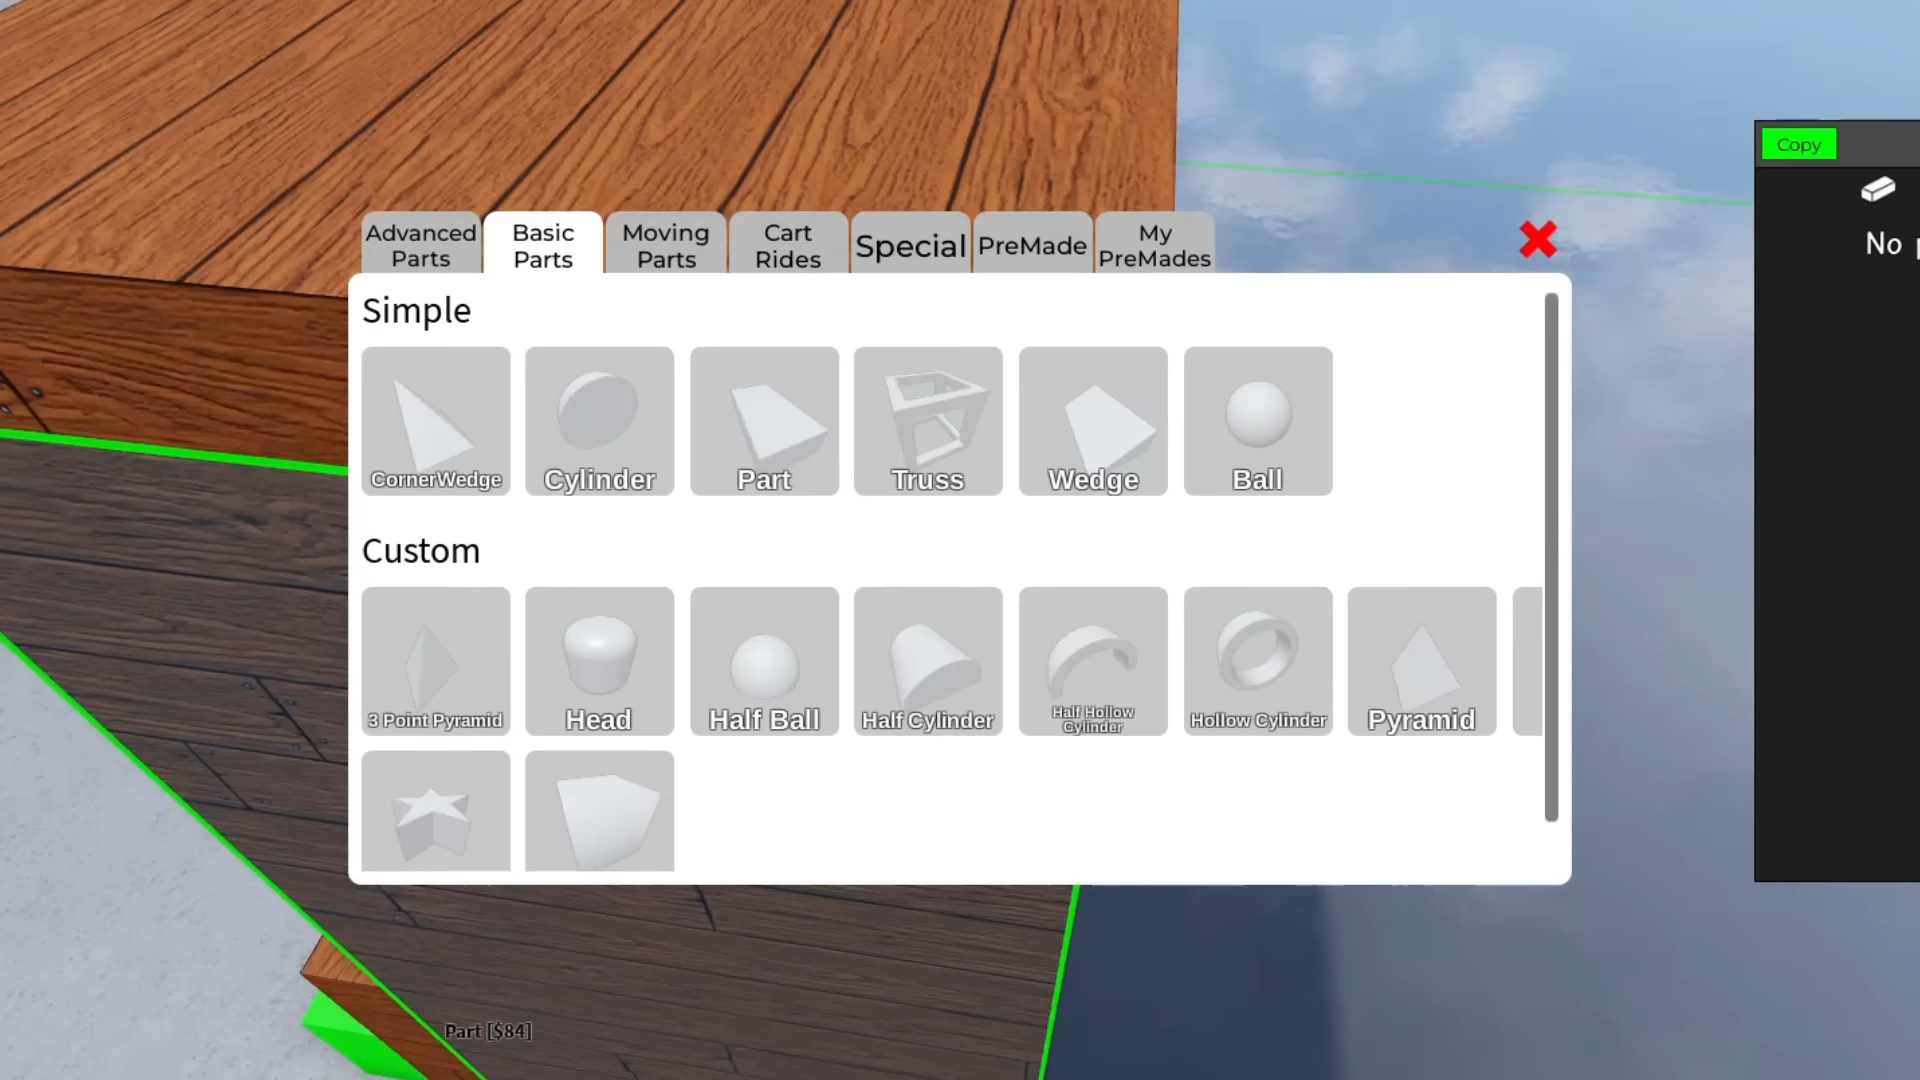 Copy
No
Advanced
Parts
Basic
Parts
Moving
Parts
Cart
Rides
Special
PreMade
My
PreMades
Simple
CornerWedge
Cylinder
Part
Truss
Wedge
Ball
Custom
3 Point Pyramid
Head
Half Ball
Half Cylinder
Half Hollow
Cylinder
Hollow Cylinder
Pyramid
Part [$84]